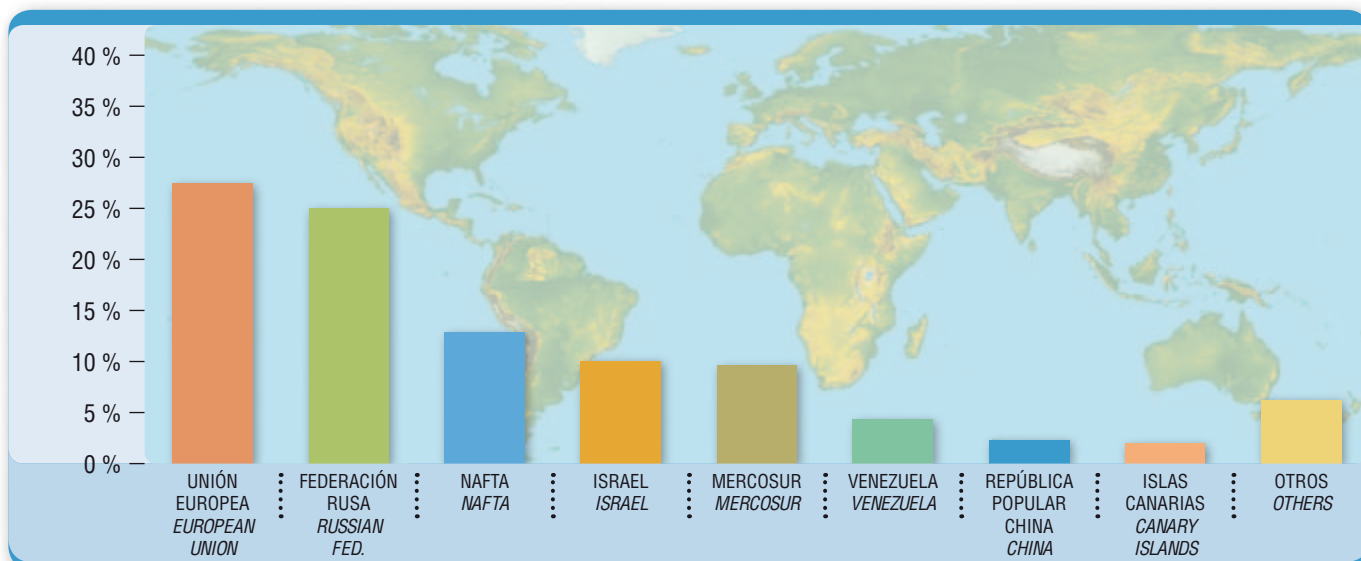 40 %
35 %
30 %
25 %
20 %
15 %
10 %
5 %
0 %
UNIÓN
EUROPEA
EUROPEAN
UNION
FEDERACIÓN
RUSA
RUSSIAN
FED.
NAFTA
NAFTA
ISRAEL
ISRAEL
MERCOSUR
MERCOSUR
VENEZUELA
VENEZUELA
REPÚBLICA
POPULAR
CHINA
CHINA
ISLAS
CANARIAS
CANARY
ISLANDS
OTROS
OTHERS